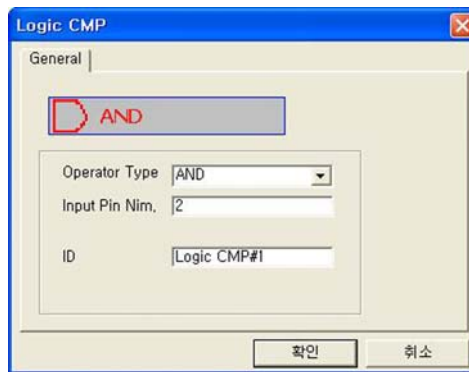 Logic CMP
General
AND
Operator Type AND
Input Pin Nim, 2
ID Logic CMP#1
확인 취소